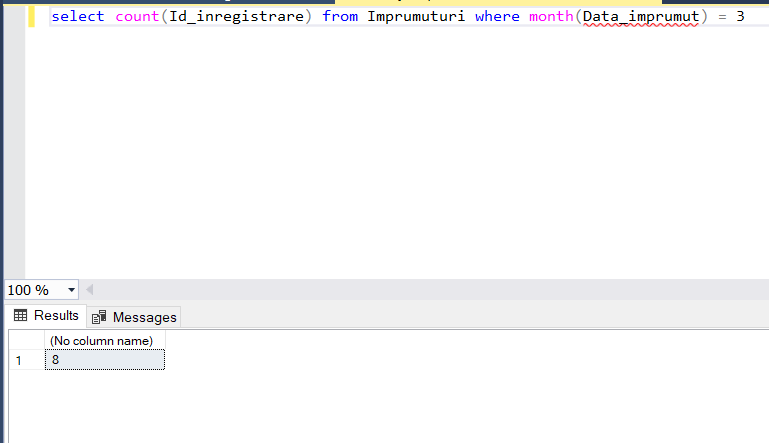 select count(Id_inregistrare) from Imprumuturi where month(Data_imprumut) = 3
100 %
Results Messages
(No column name)
1 8